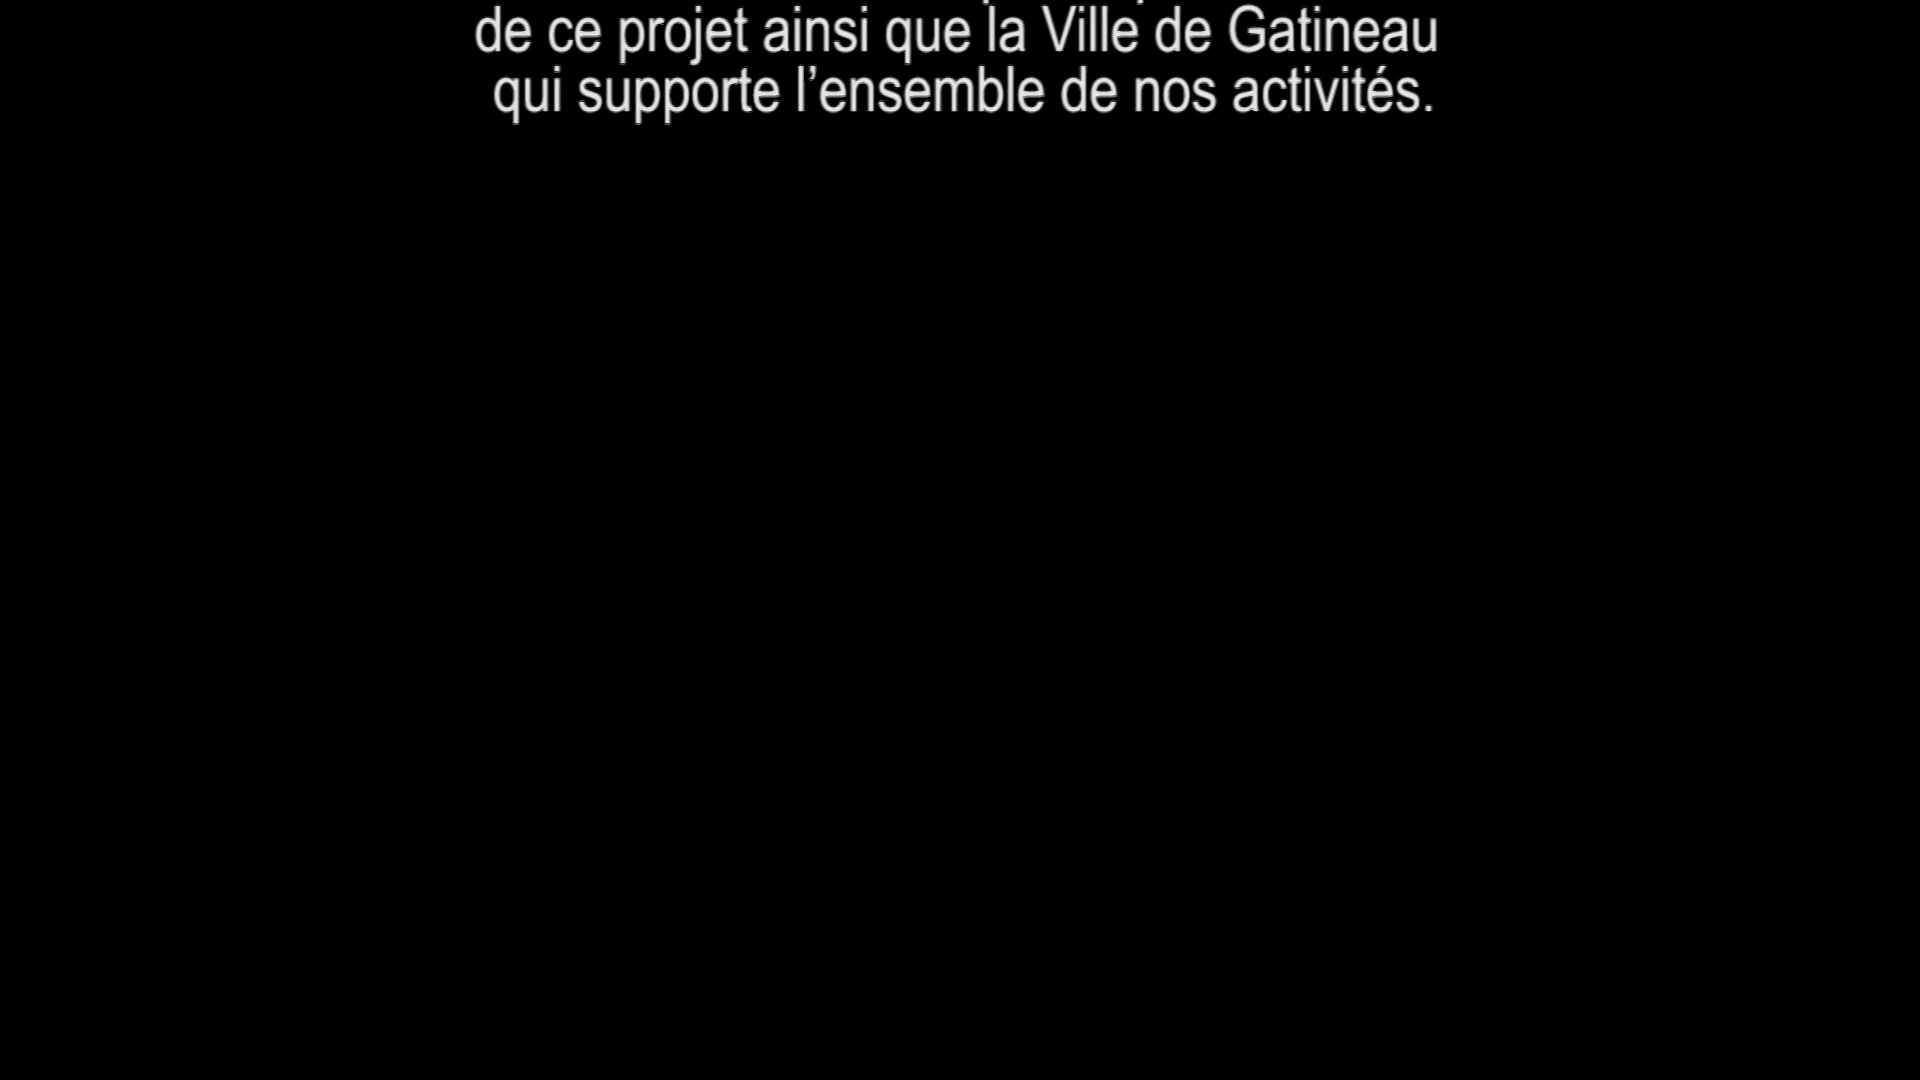 de ce projet ainsi que la Ville de Gatineau
qui supporte l’ensemble de nos activités.